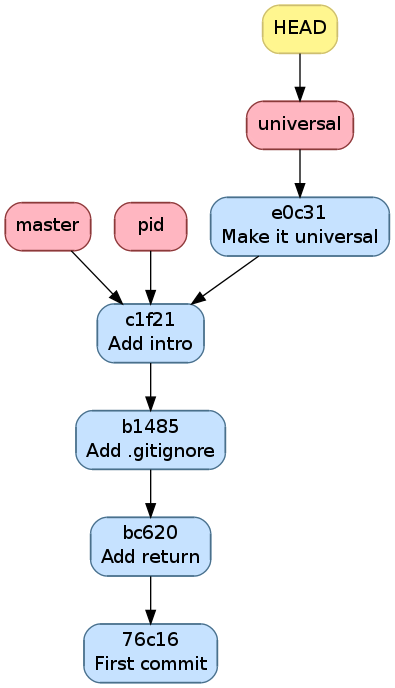 HEAD
universal
e0c31
Make it universal
master
pid
c1f21
Add intro
b1485
Add .gitignore
bc620
Add return
76c16
First commit